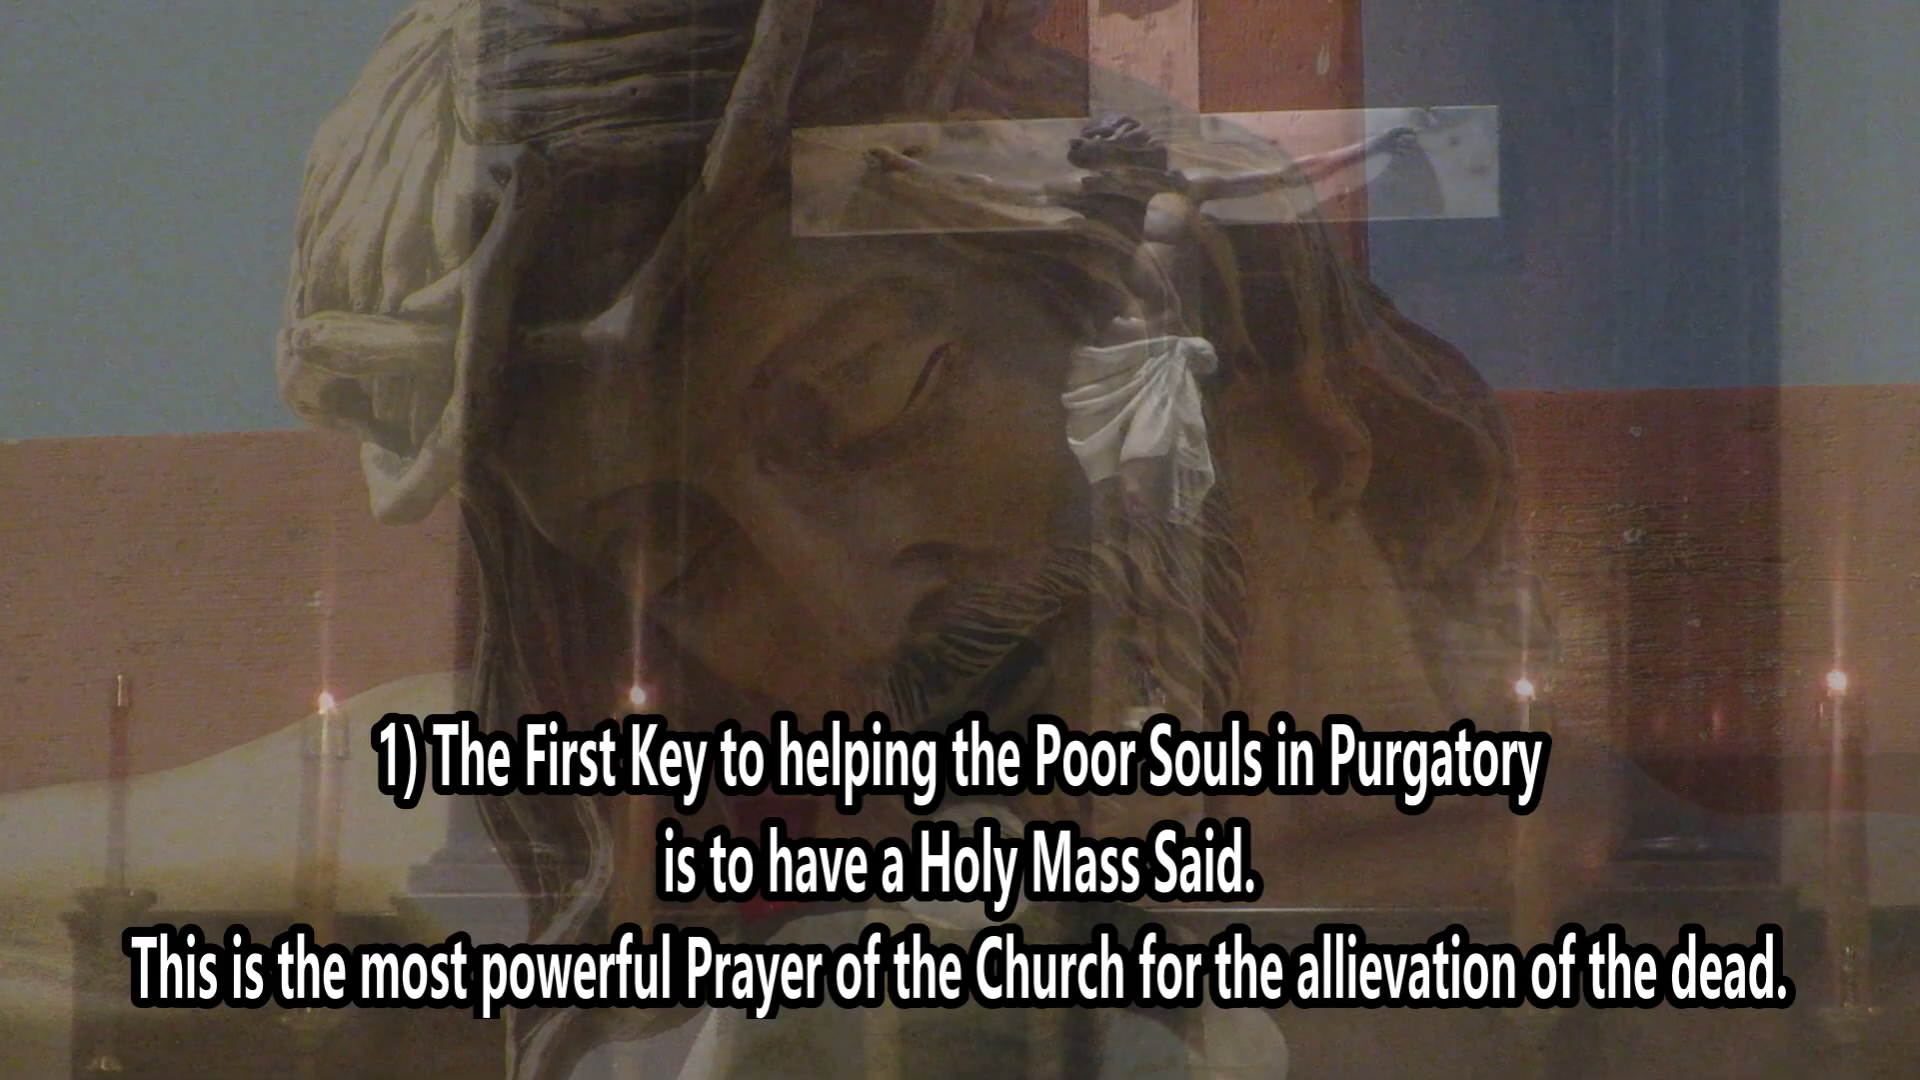 1) The First Key to helping the Poor Souls in Purgatory
is to have a Holy Mass Said.
This is the most powerful Prayer of the Church for the allievation of the dead.